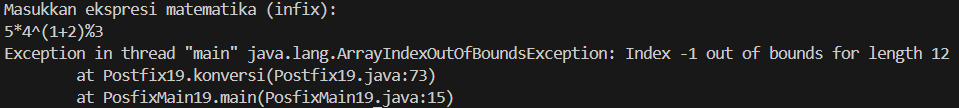 Masukkan ekspresi matematika (infix):
5*4^(1+2)%3
Exception in thread "main" java.lang.ArrayIndexOutOfBoundsException: Index -1 out of bounds for length 12
        at Postfix19.konversi(Postfix19.java:73)
        at PosfixMain19.main(PosfixMain19.java:15)